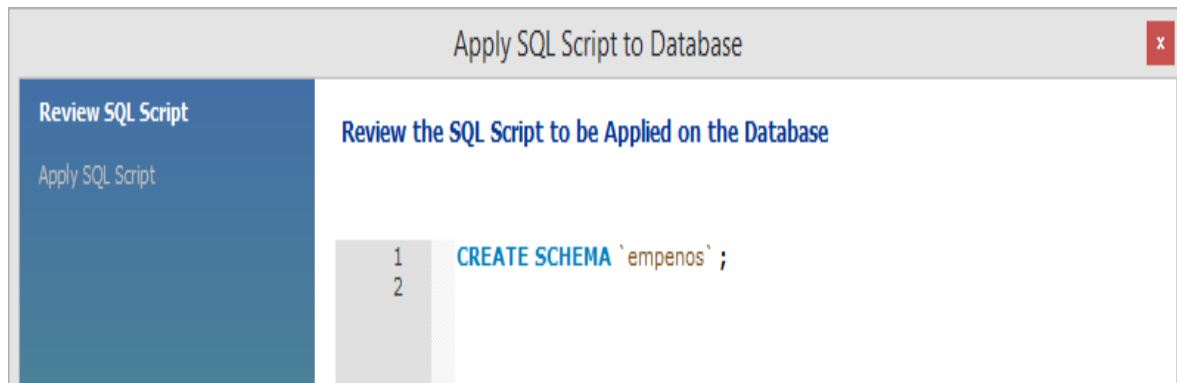 Apply SQL Script to Database
x
Review SQL Script
Apply SQL Script
Review the SQL Script to be Applied on the Database
1 CREATE SCHEMA `empenos` ;
2